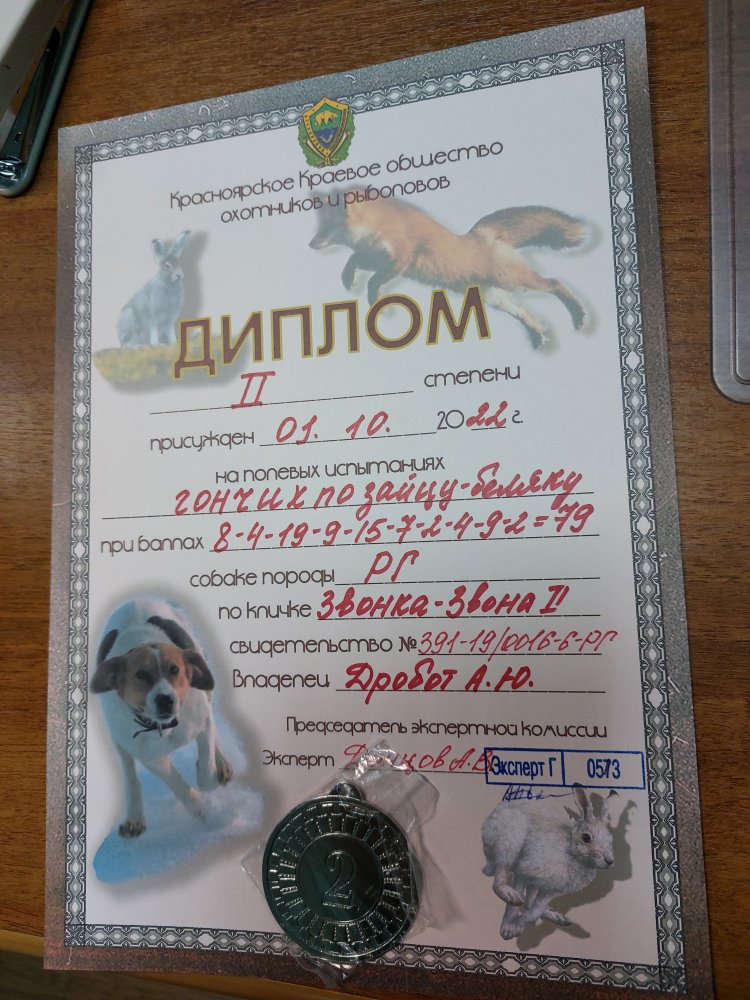 Красноярское Краевое общество
охотников и рыболовов
ДИПЛОМ
II степени
присужден 01. 10. 2022 г.
на полевых испытаниях
гончих по зайцу-беляку
при баллах 8-4-19-9-15-7-2-4-9-2=79
собаке породы РГ
по кличке Звонка-Звона II
свидетельство № 391-19/0016-6-РГ
Владелец Дробот А.Ю.
Председатель экспертной комиссии
Эксперт А.В.
Эксперт Г 0573
2